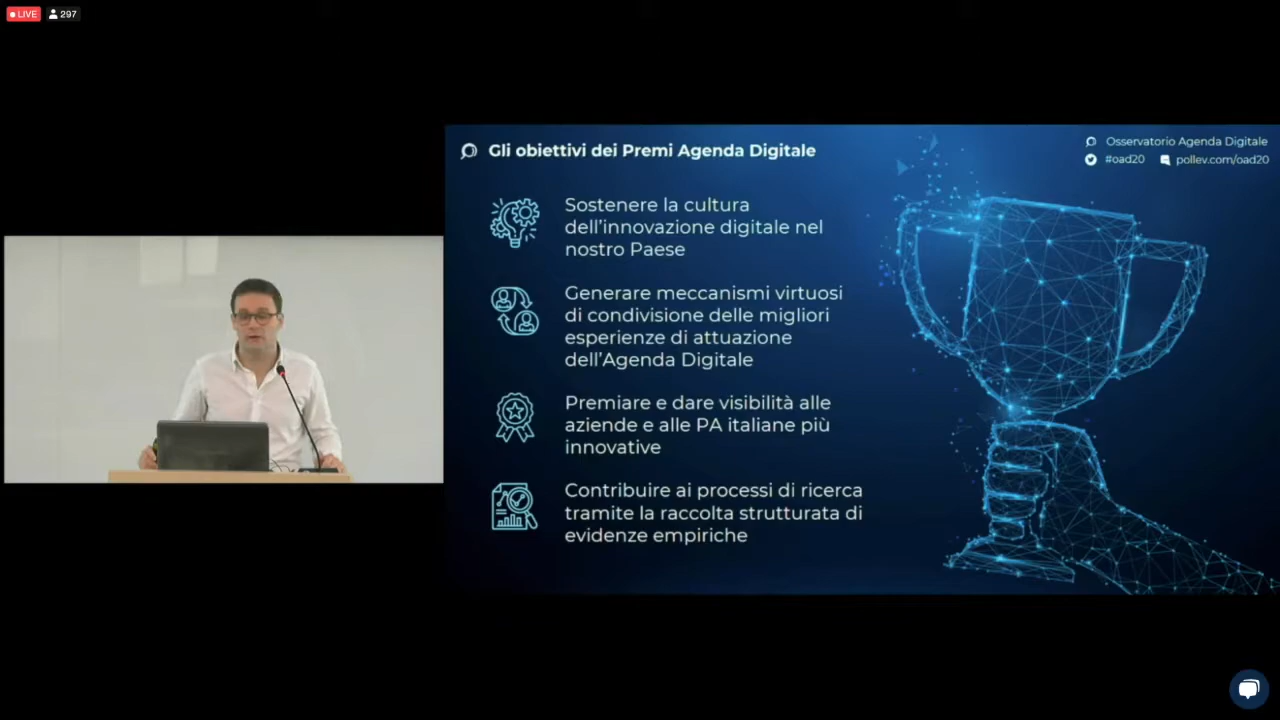 LIVE 297
Gli obiettivi dei Premi Agenda Digitale
Osservatorio Agenda Digitale
#oad20 pollev.com/oad20
Sostenere la cultura
dell'innovazione digitale nel
nostro Paese
Generare meccanismi virtuosi
di condivisione delle migliori
esperienze di attuazione
dell'Agenda Digitale
Premiare e dare visibilità alle
aziende e alle PA italiane più
innovative
Contribuire ai processi di ricerca
tramite la raccolta strutturata di
evidenze empiriche